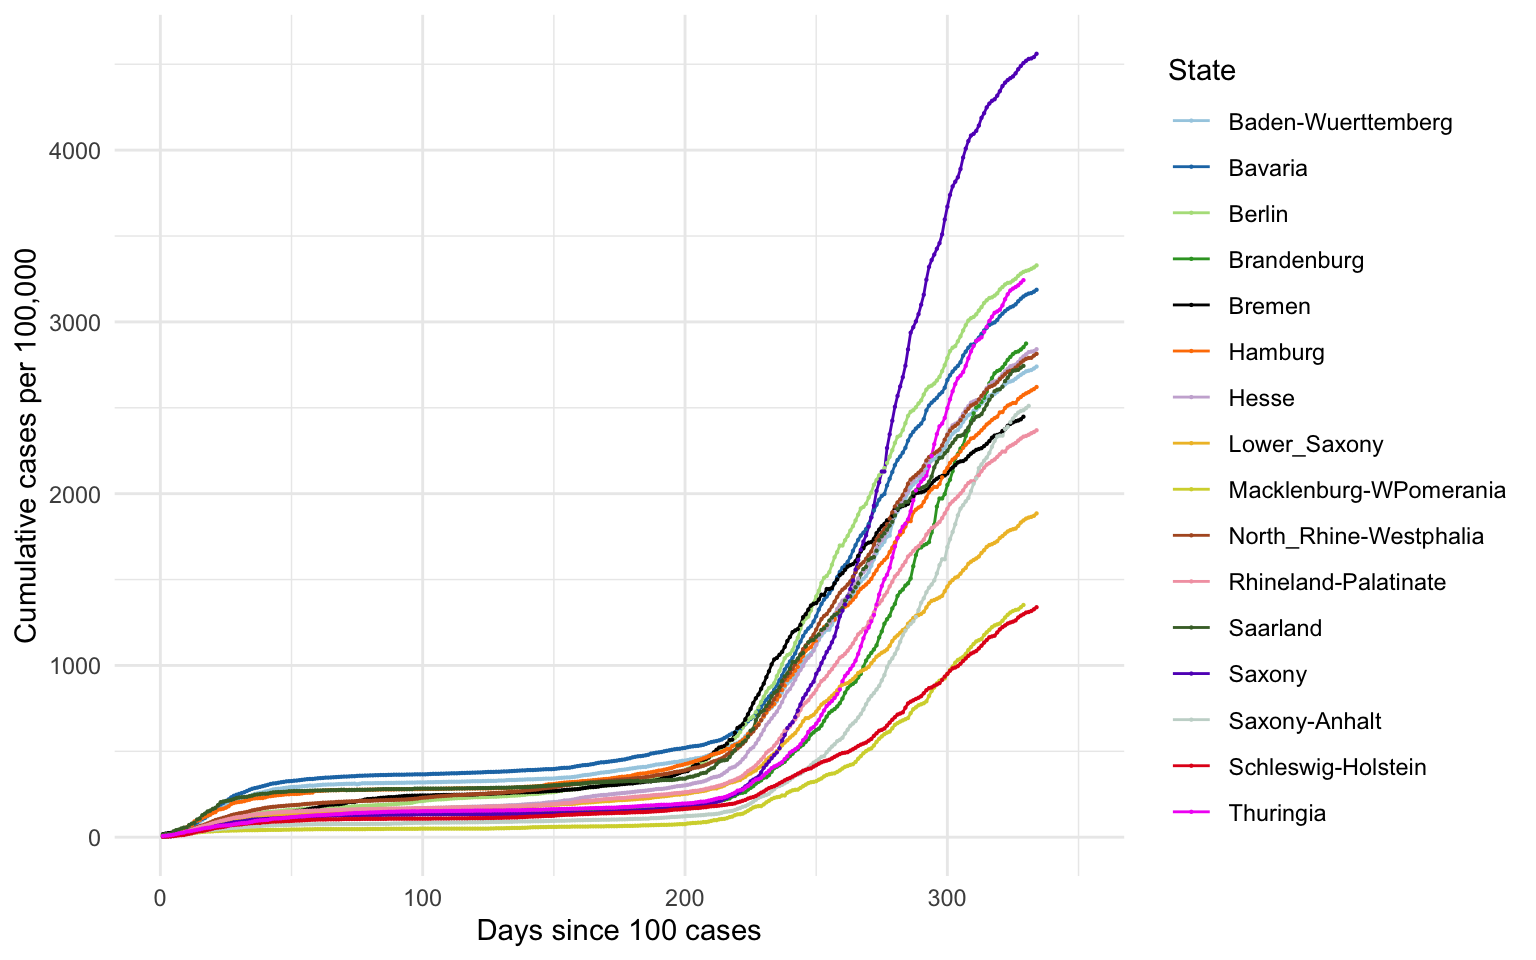 Cumulative cases per 100,000
4000
3000
2000
1000
0
0 100 200 300
Days since 100 cases
State
Baden-Wuerttemberg
Bavaria
Berlin
Brandenburg
Bremen
Hamburg
Hesse
Lower_Saxony
Macklenburg-WPomerania
North_Rhine-Westphalia
Rhineland-Palatinate
Saarland
Saxony
Saxony-Anhalt
Schleswig-Holstein
Thuringia